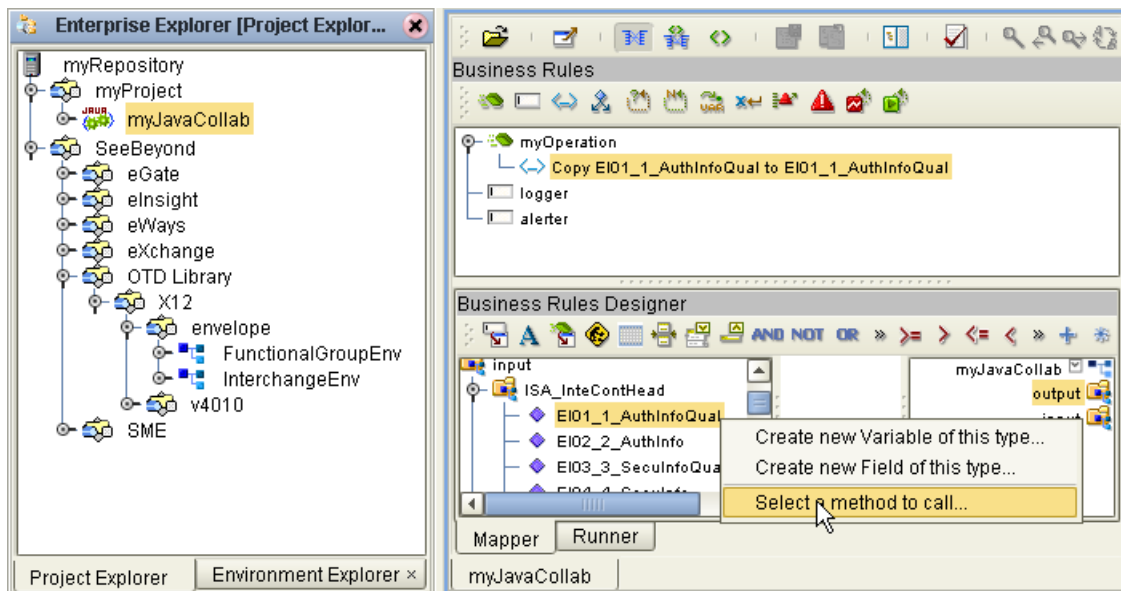 Enterprise Explorer [Project Explor...
myRepository
myProject
JAVA
myJavaCollab
SeeBeyond
eGate
eInsight
eWays
eXchange
OTD Library
X12
envelope
FunctionalGroupEnv
InterchangeEnv
v4010
SME
Project Explorer
Environment Explorer ×
Business Rules
myOperation
Copy EI01_1_AuthInfoQual to EI01_1_AuthInfoQual
logger
alerter
Business Rules Designer
A AND NOT OR » >= > <= < » +
input
ISA_InteContHead
EI01_1_AuthInfoQual
EI02_2_AuthInfo
EI03_3_SecuInfoQua
myJavaCollab
output
Create new Variable of this type...
Create new Field of this type...
Select a method to call...
Mapper
Runner
myJavaCollab